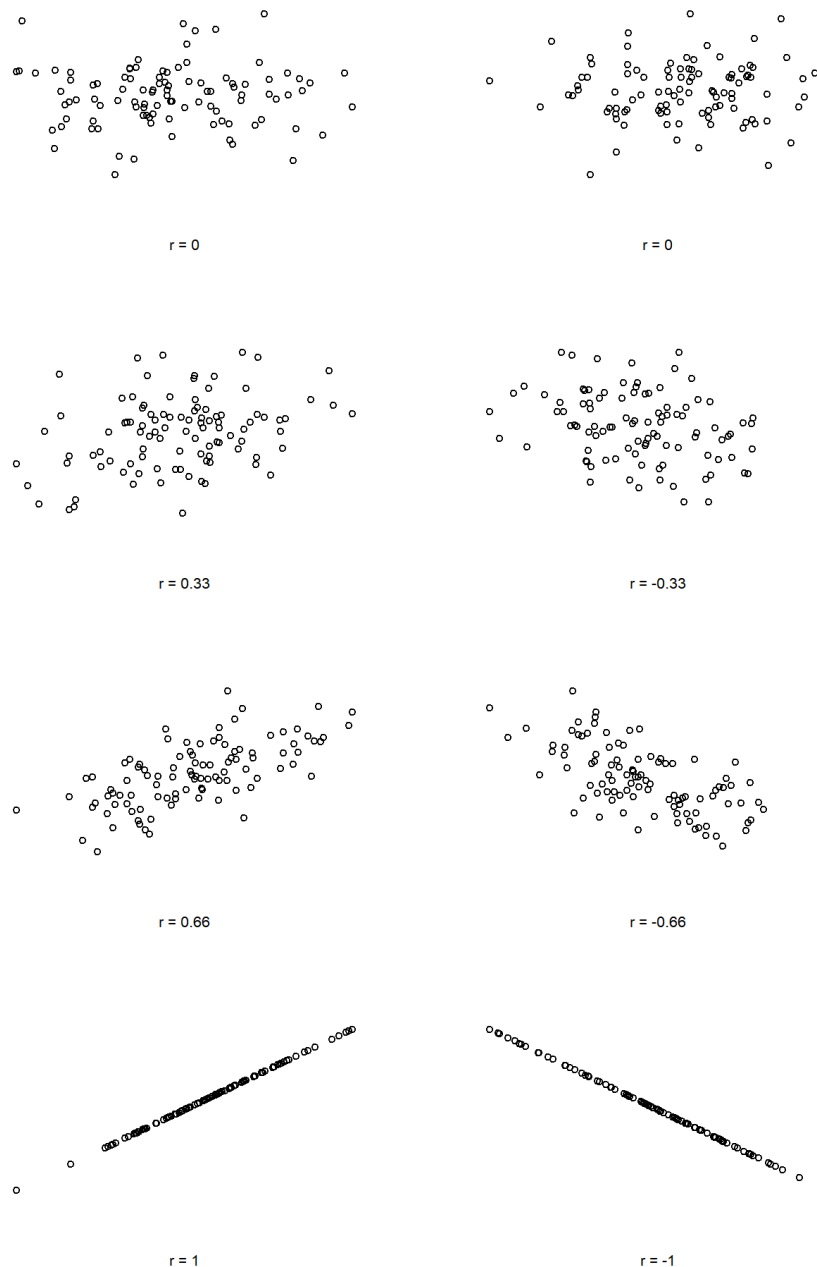 r = 0
r = 0
r = 0.33
r = -0.33
r = 0.66
r = -0.66
r = 1
r = -1